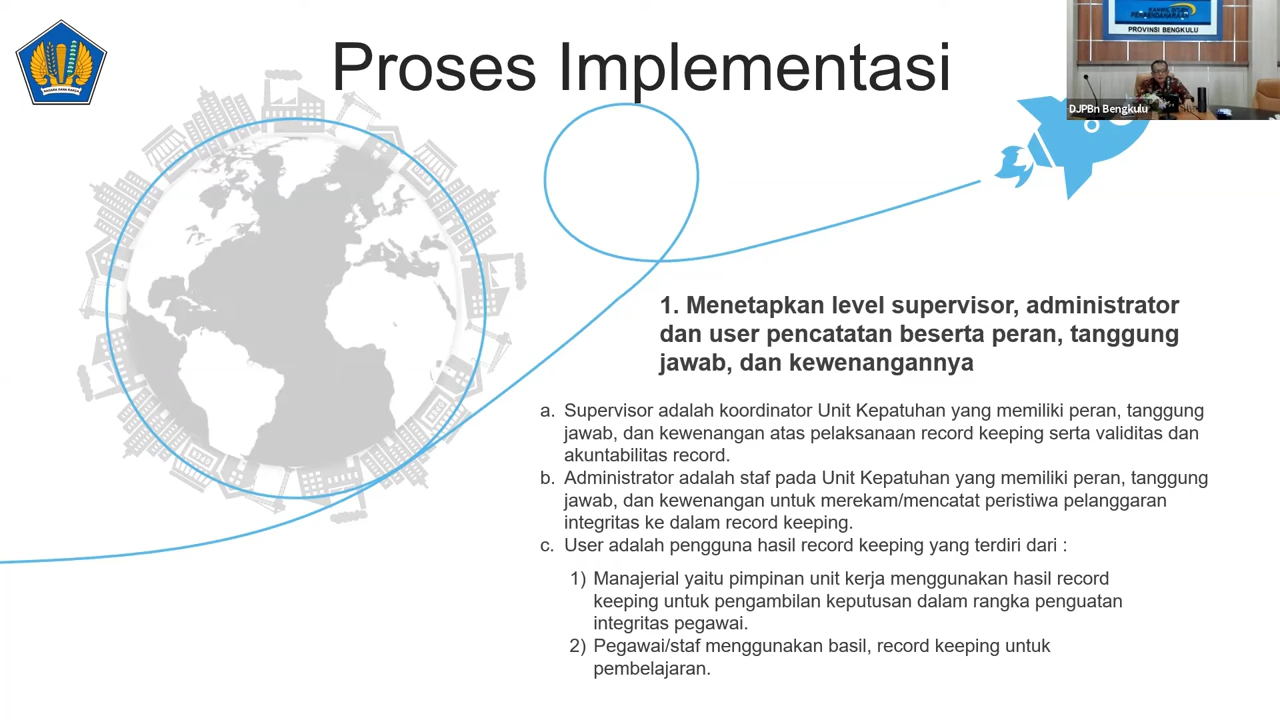 Proses Implementasi
PROVINSI BENGKULU
DJPBn Bengkulu
1. Menetapkan level supervisor, administrator
dan user pencatatan beserta peran, tanggung
jawab, dan kewenangannya
a. Supervisor adalah koordinator Unit Kepatuhan yang memiliki peran, tanggung
jawab, dan kewenangan atas pelaksanaan record keeping serta validitas dan
akuntabilitas record.
b. Administrator adalah staf pada Unit Kepatuhan yang memiliki peran, tanggung
jawab, dan kewenangan untuk merekam/mencatat peristiwa pelanggaran
integritas ke dalam record keeping.
c. User adalah pengguna hasil record keeping yang terdiri dari :
1) Manajerial yaitu pimpinan unit kerja menggunakan hasil record
keeping untuk pengambilan keputusan dalam rangka penguatan
integritas pegawai.
2) Pegawai/staf menggunakan basil, record keeping untuk
pembelajaran.